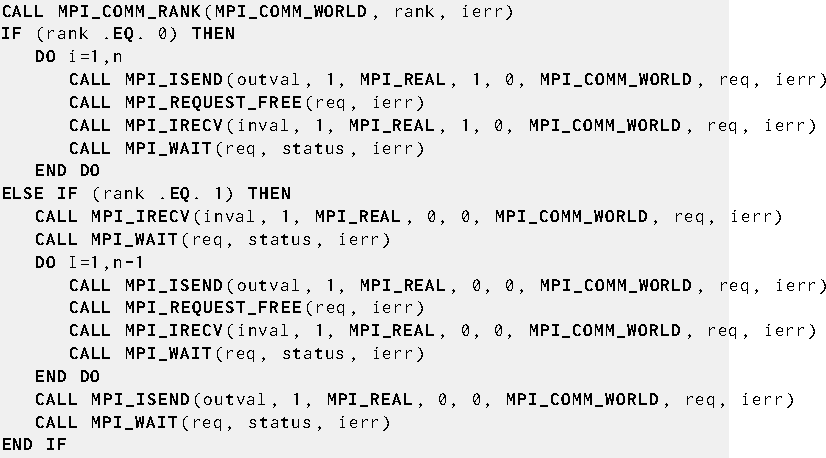 CALL MPI_COMM_RANK(MPI_COMM_WORLD, rank, ierr)
IF (rank .EQ. 0) THEN
   DO i=1,n
      CALL MPI_ISEND(outval, 1, MPI_REAL, 1, 0, MPI_COMM_WORLD, req, ierr)
      CALL MPI_REQUEST_FREE(req, ierr)
      CALL MPI_IRECV(inval, 1, MPI_REAL, 1, 0, MPI_COMM_WORLD, req, ierr)
      CALL MPI_WAIT(req, status, ierr)
   END DO
ELSE IF (rank .EQ. 1) THEN
   CALL MPI_IRECV(inval, 1, MPI_REAL, 0, 0, MPI_COMM_WORLD, req, ierr)
   CALL MPI_WAIT(req, status, ierr)
   DO I=1,n-1
      CALL MPI_ISEND(outval, 1, MPI_REAL, 0, 0, MPI_COMM_WORLD, req, ierr)
      CALL MPI_REQUEST_FREE(req, ierr)
      CALL MPI_IRECV(inval, 1, MPI_REAL, 0, 0, MPI_COMM_WORLD, req, ierr)
      CALL MPI_WAIT(req, status, ierr)
   END DO
   CALL MPI_ISEND(outval, 1, MPI_REAL, 0, 0, MPI_COMM_WORLD, req, ierr)
   CALL MPI_WAIT(req, status, ierr)
END IF